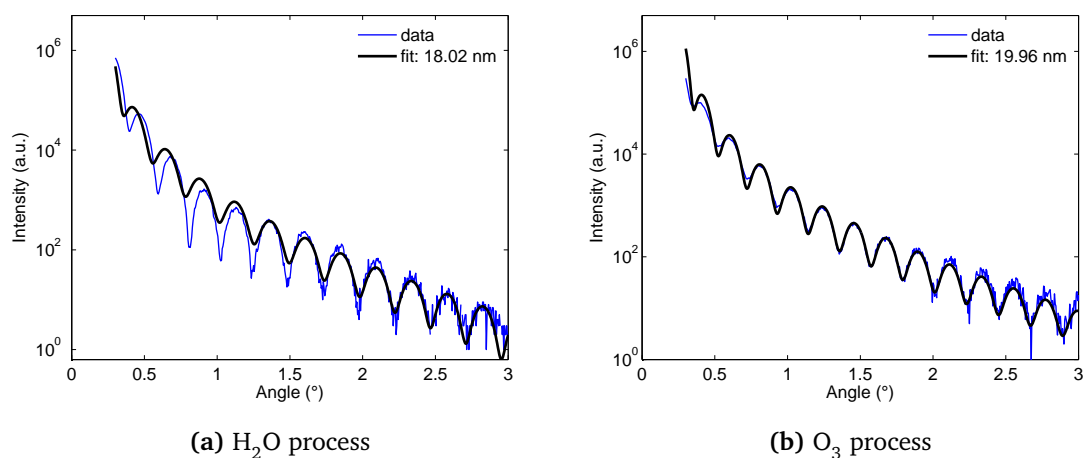 data
fit: 18.02 nm
10^6
10^4
10^2
10^0
Intensity (a.u.)
0 0.5 1 1.5 2 2.5 3
Angle (°)
(a) H₂O process
data
fit: 19.96 nm
10^6
10^4
10^2
10^0
Intensity (a.u.)
0 0.5 1 1.5 2 2.5 3
Angle (°)
(b) O₃ process